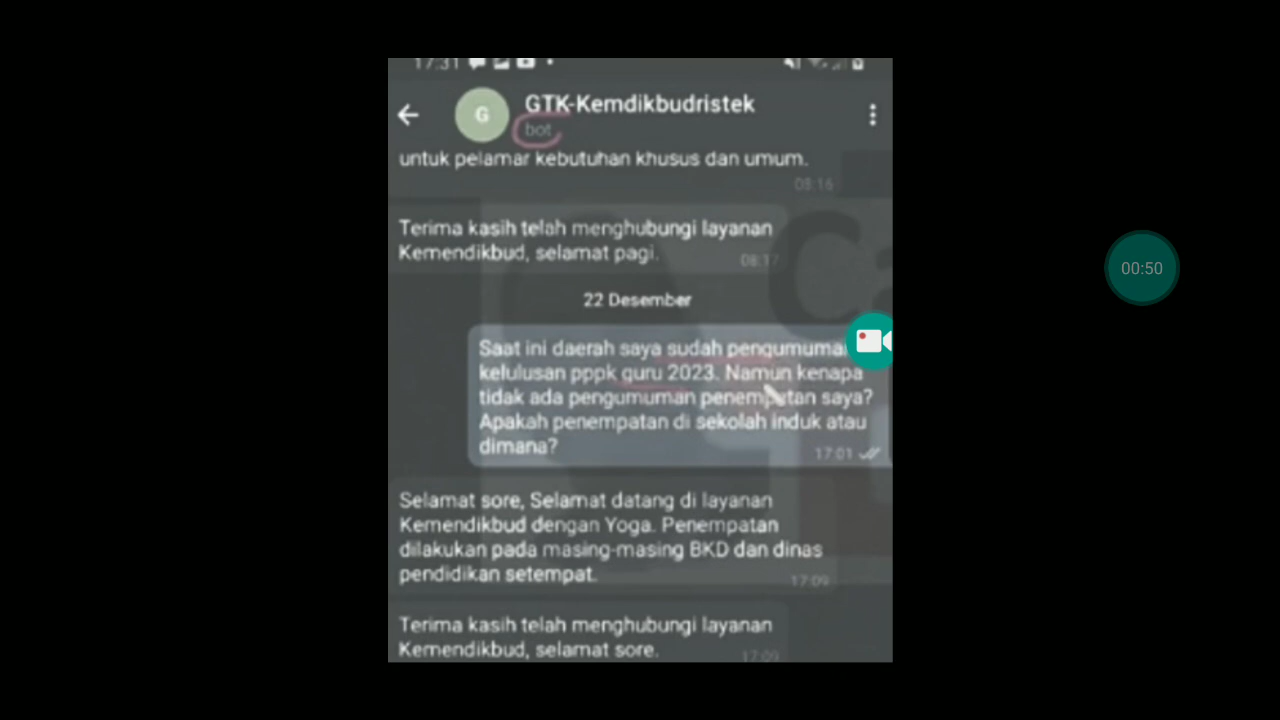 17:31
GTK-Kemdikbudristek
G
bot
untuk pelamar kebutuhan khusus dan umum.
08:16
Terima kasih telah menghubungi layanan
Kemendikbud, selamat pagi.
08:17
22 Desember
Saat ini daerah saya sudah pengumuman
kelulusan pppk guru 2023. Namun kenapa
tidak ada pengumuman penempatan saya?
Apakah penempatan di sekolah induk atau
dimana?
17:01
Selamat sore, Selamat datang di layanan
Kemendikbud dengan Yoga. Penempatan
dilakukan pada masing-masing BKD dan dinas
pendidikan setempat.
17:09
Terima kasih telah menghubungi layanan
Kemendikbud, selamat sore.
17:09
00:50